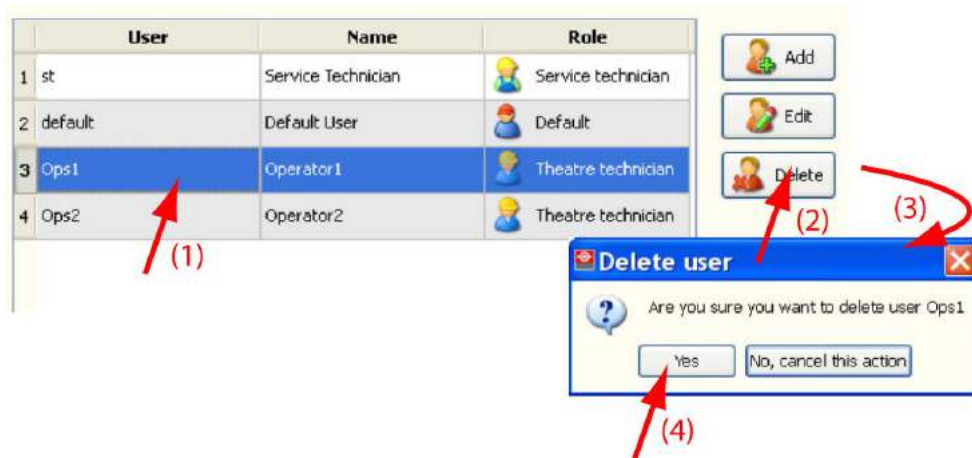 User Name Role
1 st Service Technician Service technician
2 default Default User Default
3 Ops1 Operator1 Theatre technician
4 Ops2 Operator2 Theatre technician
Add
Edit
Delete
(1)
(2)
(3)
Delete user
Are you sure you want to delete user Ops1
Yes No, cancel this action
(4)